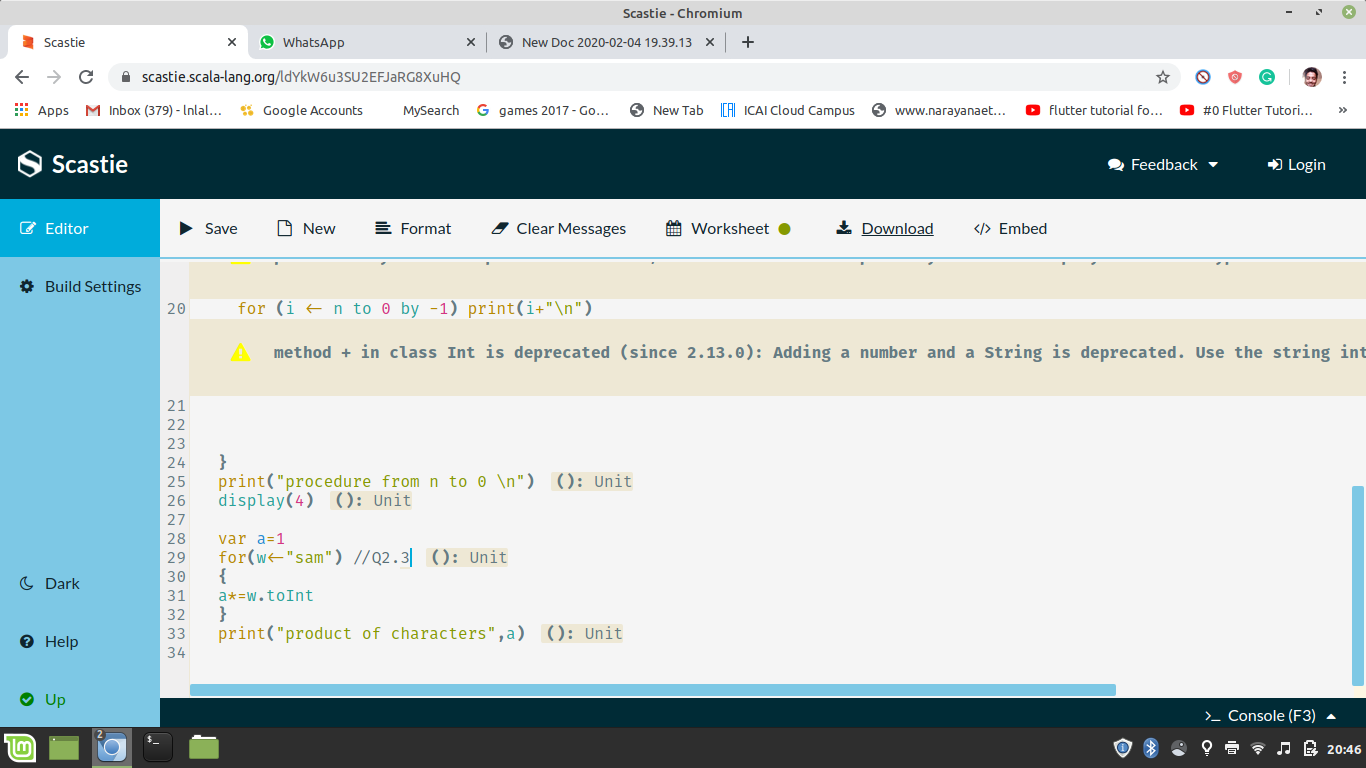 Scastie - Chromium
Scastie
WhatsApp
New Doc 2020-02-04 19.39.13
scastie.scala-lang.org/ldYkW6u3SU2EFJaRG8XuHQ
Apps
Inbox (379) - lnlal…
Google Accounts
MySearch
games 2017 - Go…
New Tab
ICAI Cloud Campus
www.narayanaet…
flutter tutorial fo…
#0 Flutter Tutori…
»
Scastie
Feedback
Login
Editor
Save
New
Format
Clear Messages
Worksheet
Download
</> Embed
Build Settings
20 for (i <- n to 0 by -1) print(i+"\n")
method + in class Int is deprecated (since 2.13.0): Adding a number and a String is deprecated. Use the string int
21
22
23
24 }
25 print("procedure from n to 0 \n") (): Unit
26 display(4) (): Unit
27
28 var a=1
29 for(w<-"sam") //Q2.3 (): Unit
30 {
31 a*=w.toInt
32 }
33 print("product of characters",a) (): Unit
34
Dark
Help
Up
>_ Console (F3)
2
$_
20:46